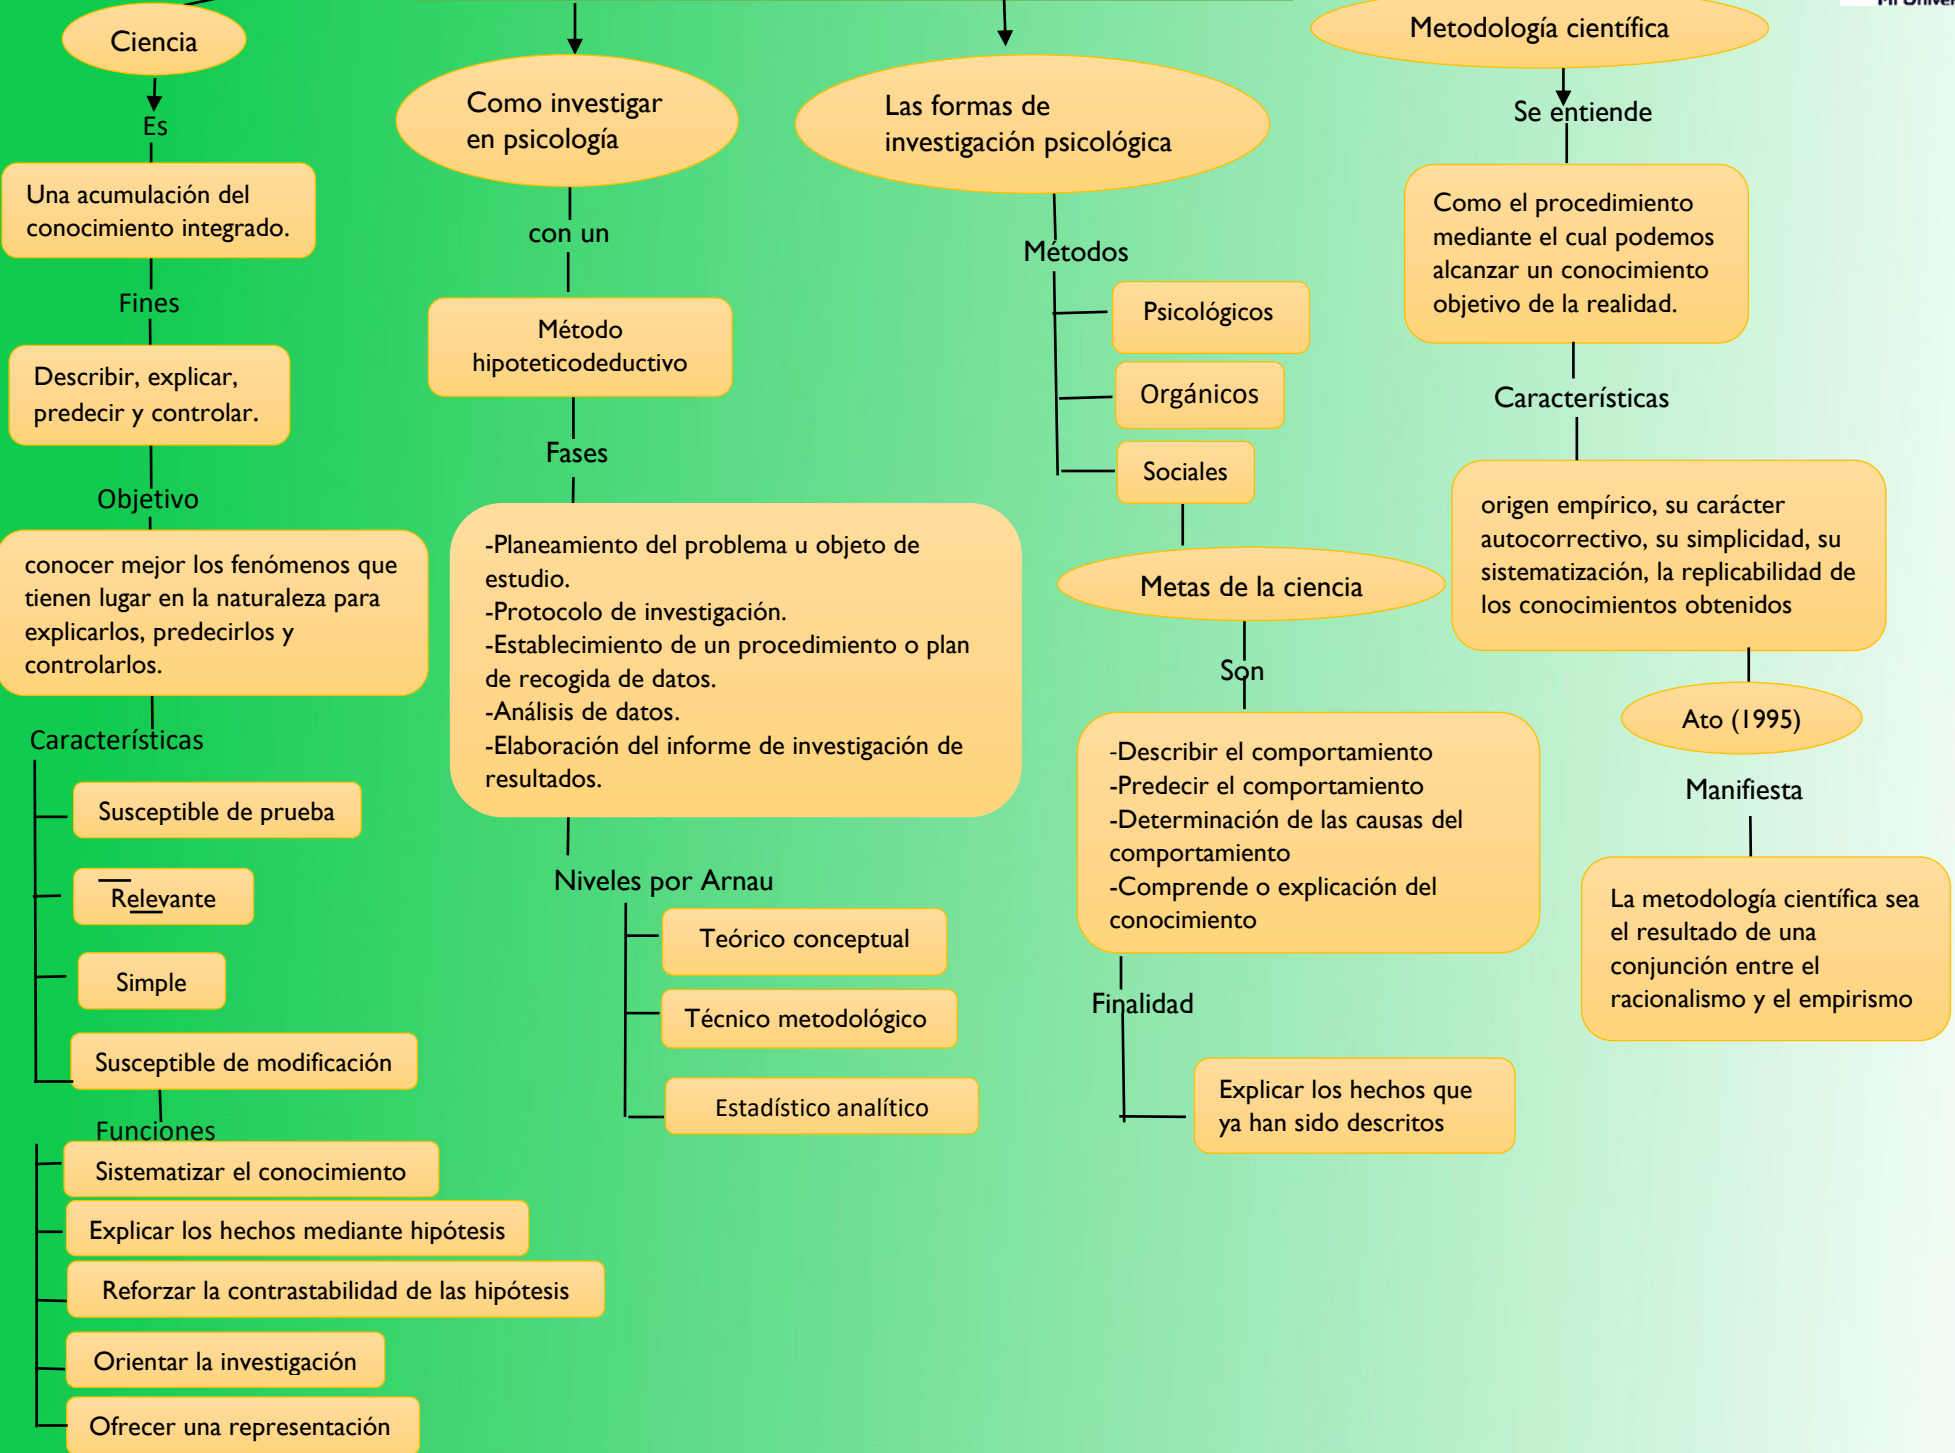 Mi Univer
Ciencia
Es
Una acumulación del
conocimiento integrado.
Fines
Describir, explicar,
predecir y controlar.
Objetivo
conocer mejor los fenómenos que
tienen lugar en la naturaleza para
explicarlos, predecirlos y
controlarlos.
Características
Susceptible de prueba
Relevante
Simple
Susceptible de modificación
Funciones
Sistematizar el conocimiento
Explicar los hechos mediante hipótesis
Reforzar la contrastabilidad de las hipótesis
Orientar la investigación
Ofrecer una representación
Como investigar
en psicología
con un
Método
hipoteticodeductivo
Fases
-Planeamiento del problema u objeto de
estudio.
-Protocolo de investigación.
-Establecimiento de un procedimiento o plan
de recogida de datos.
-Análisis de datos.
-Elaboración del informe de investigación de
resultados.
Niveles por Arnau
Teórico conceptual
Técnico metodológico
Estadístico analítico
Las formas de
investigación psicológica
Métodos
Psicológicos
Orgánicos
Sociales
Metas de la ciencia
Son
-Describir el comportamiento
-Predecir el comportamiento
-Determinación de las causas del
comportamiento
-Comprende o explicación del
conocimiento
Finalidad
Explicar los hechos que
ya han sido descritos
Metodología científica
Se entiende
Como el procedimiento
mediante el cual podemos
alcanzar un conocimiento
objetivo de la realidad.
Características
origen empírico, su carácter
autocorrectivo, su simplicidad, su
sistematización, la replicabilidad de
los conocimientos obtenidos
Ato (1995)
Manifiesta
La metodología científica sea
el resultado de una
conjunción entre el
racionalismo y el empirismo